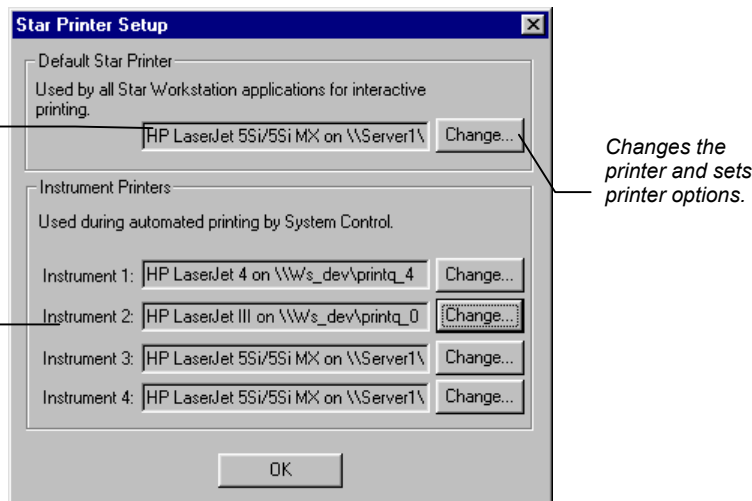 Star Printer Setup
Default Star Printer
Used by all Star Workstation applications for interactive
printing.
HP LaserJet 5Si/5Si MX on \\Server1\
Change...
Changes the
printer and sets
printer options.
Instrument Printers
Used during automated printing by System Control.
Instrument 1: HP LaserJet 4 on \\Ws_dev\printq_4 Change...
Instrument 2: HP LaserJet III on \\Ws_dev\printq_0 Change...
Instrument 3: HP LaserJet 5Si/5Si MX on \\Server1\ Change...
Instrument 4: HP LaserJet 5Si/5Si MX on \\Server1\ Change...
OK